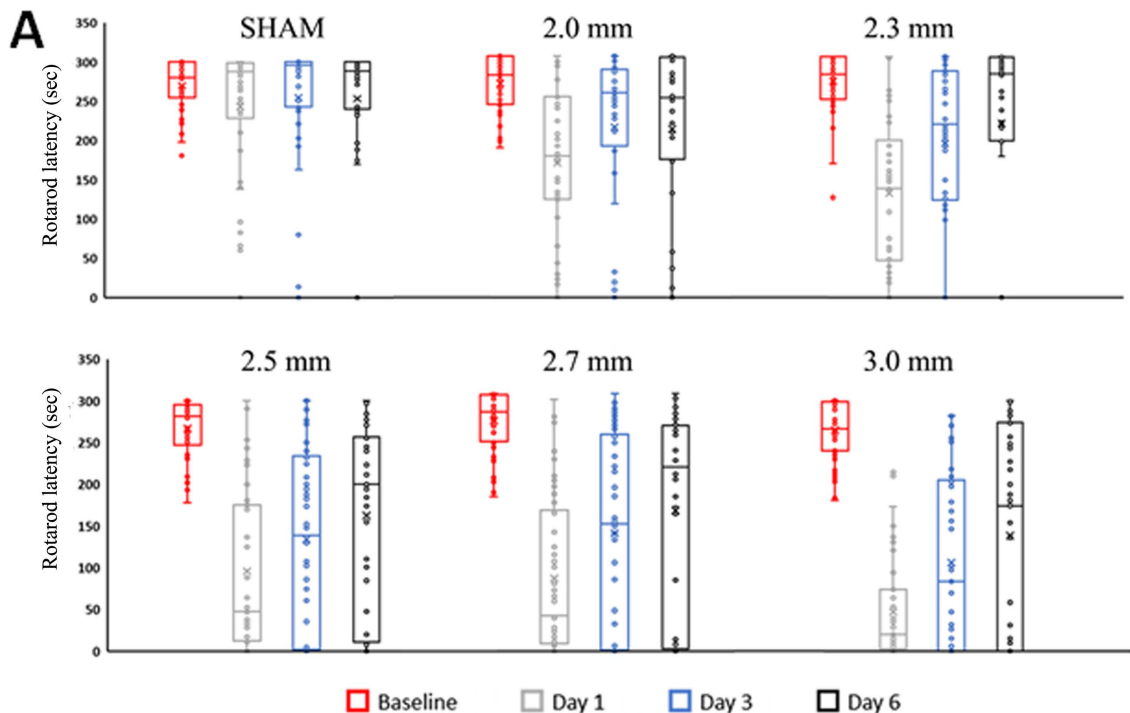 A
SHAM 2.0 mm 2.3 mm
Rotarod latency (sec)
350
300
250
200
150
100
50
0
2.5 mm 2.7 mm 3.0 mm
Rotarod latency (sec)
350
300
250
200
150
100
50
0
Baseline Day 1 Day 3 Day 6